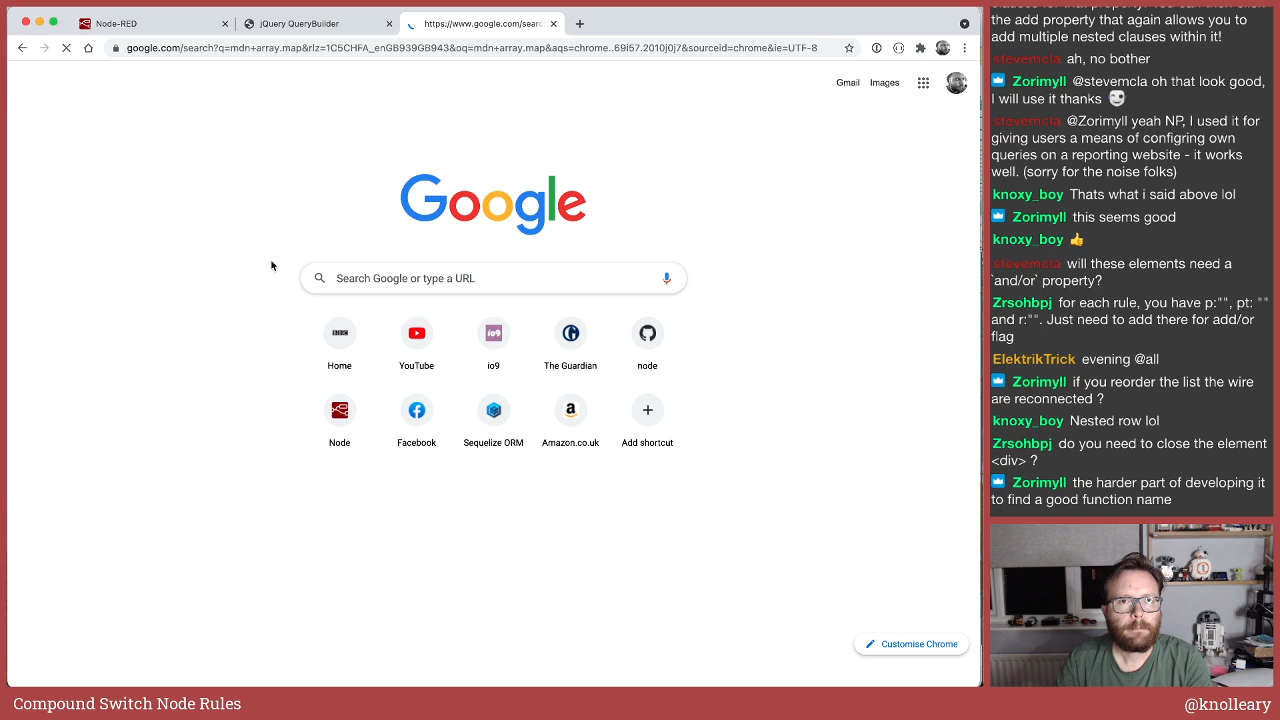 Node-RED
jQuery QueryBuilder
https://www.google.com/searc
google.com/search?q=mdn+array.map&rlz=1C5CHFA_enGB939GB943&oq=mdn+array.map&aqs=chrome..69i57.2010j0j7&sourceid=chrome&ie=UTF-8
Gmail
Images
Google
Search Google or type a URL
BBC
io9
Home
YouTube
io9
The Guardian
node
Node
Facebook
Sequelize ORM
Amazon.co.uk
Add shortcut
Customise Chrome
the add property that again allows you to
add multiple nested clauses within it!
stevemcla ah, no bother
Zorimyll @stevemcla oh that look good,
I will use it thanks
stevemcla @Zorimyll yeah NP, I used it for
giving users a means of configring own
queries on a reporting website - it works
well. (sorry for the noise folks)
knoxy_boy Thats what i said above lol
Zorimyll this seems good
knoxy_boy 👍
stevemcla will these elements need a
`and/or` property?
Zrsohbpj for each rule, you have p:"", pt: ""
and r:"". Just need to add there for add/or
flag
ElektrikTrick evening @all
Zorimyll if you reorder the list the wire
are reconnected ?
knoxy_boy Nested row lol
Zrsohbpj do you need to close the element
<div> ?
Zorimyll the harder part of developing it
to find a good function name
Compound Switch Node Rules
@knolleary